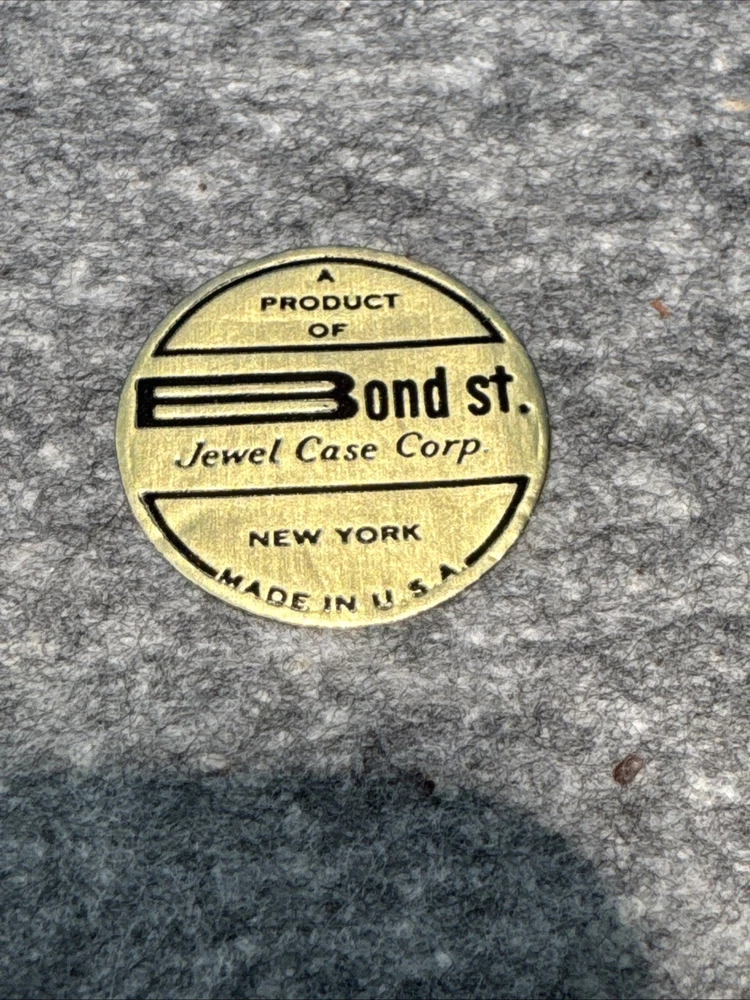 A
PRODUCT
OF
Bond st.
Jewel Case Corp.
NEW YORK
MADE IN U.S.A.